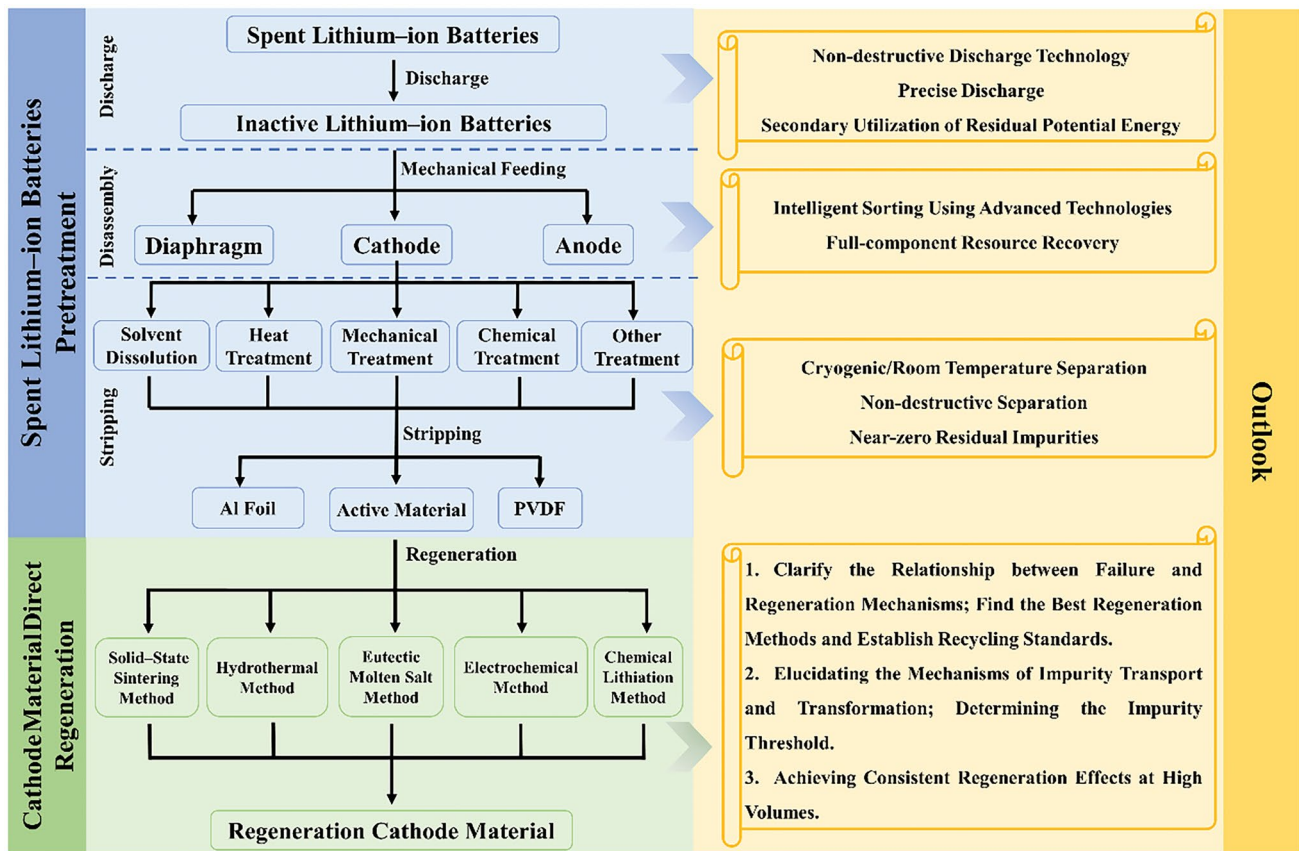 Spent Lithium–ion Batteries
Pretreatment
Discharge
Spent Lithium–ion Batteries
Discharge
Inactive Lithium–ion Batteries
Non-destructive Discharge Technology
Precise Discharge
Secondary Utilization of Residual Potential Energy
Disassembly
Mechanical Feeding
Diaphragm
Cathode
Anode
Intelligent Sorting Using Advanced Technologies
Full-component Resource Recovery
Stripping
Solvent
Dissolution
Heat
Treatment
Mechanical
Treatment
Chemical
Treatment
Other
Treatment
Stripping
Al Foil
Active Material
PVDF
Cryogenic/Room Temperature Separation
Non-destructive Separation
Near-zero Residual Impurities
Cathode Material Direct
Regeneration
Regeneration
Solid–State
Sintering
Method
Hydrothermal
Method
Eutectic
Molten Salt
Method
Electrochemical
Method
Chemical
Lithiation
Method
Regeneration Cathode Material
1. Clarify the Relationship between Failure and
Regeneration Mechanisms; Find the Best Regeneration
Methods and Establish Recycling Standards.
2. Elucidating the Mechanisms of Impurity Transport
and Transformation; Determining the Impurity
Threshold.
3. Achieving Consistent Regeneration Effects at High
Volumes.
Outlook